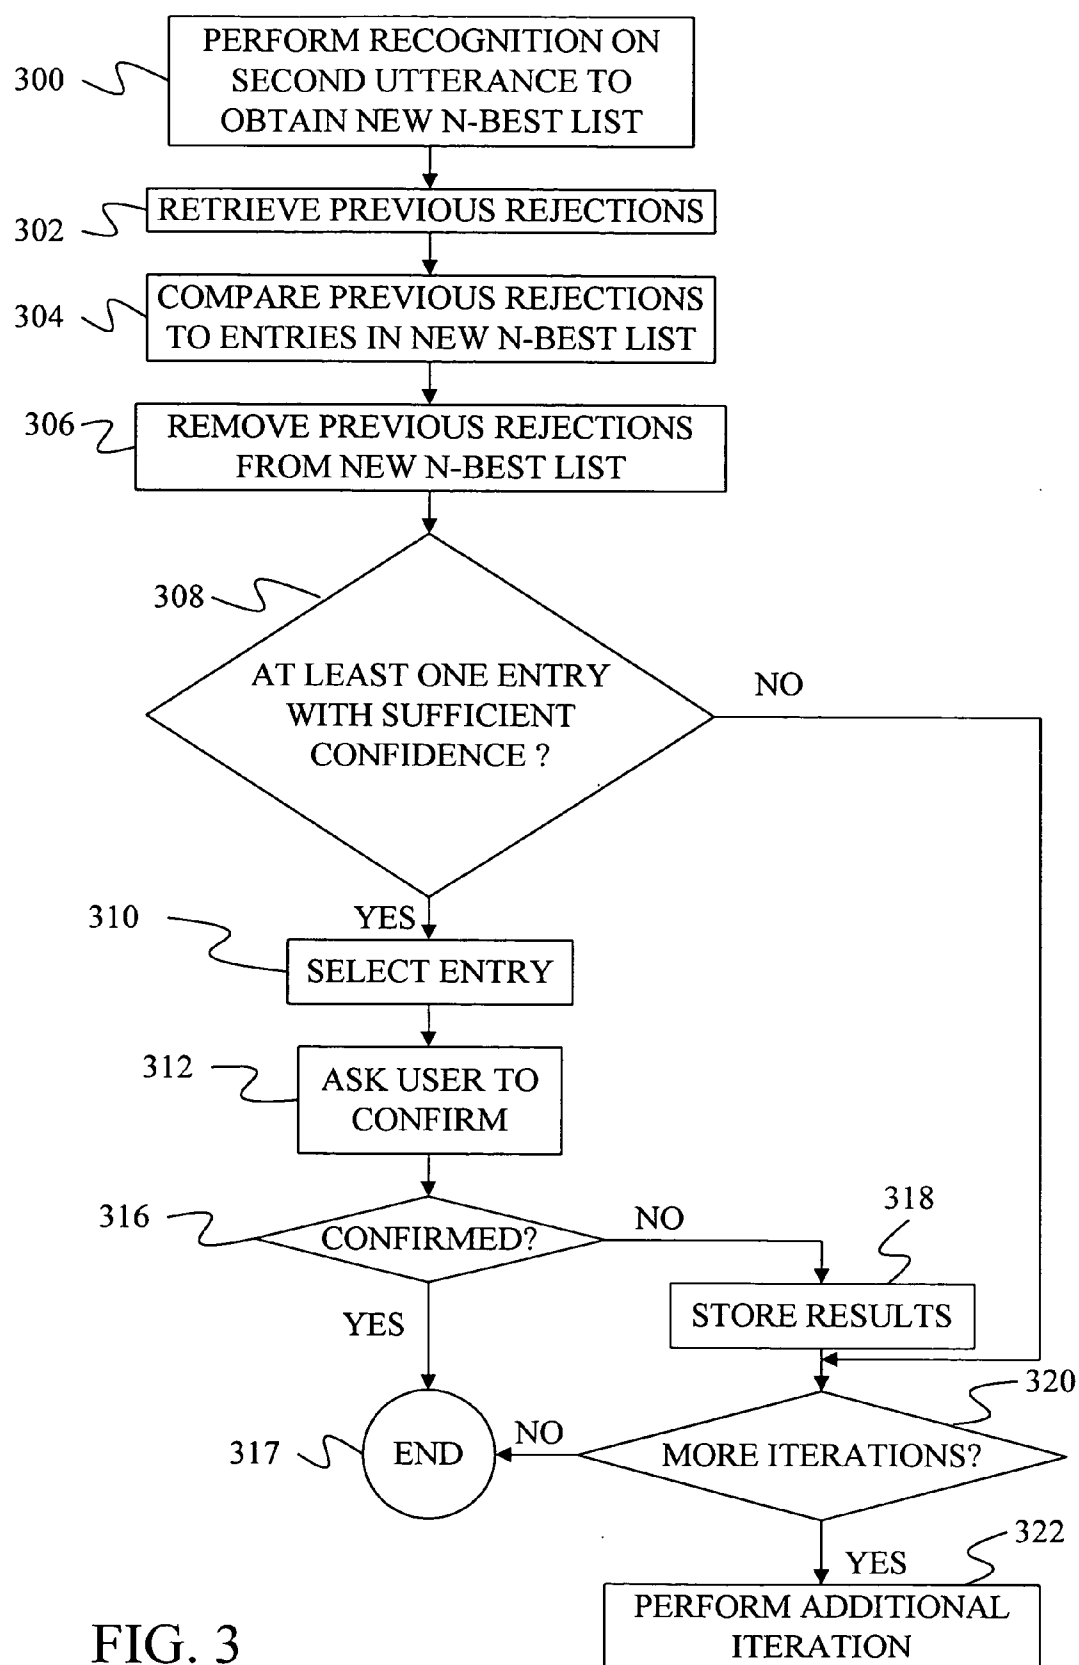 300
PERFORM RECOGNITION ON
SECOND UTTERANCE TO
OBTAIN NEW N-BEST LIST
302
RETRIEVE PREVIOUS REJECTIONS
304
COMPARE PREVIOUS REJECTIONS
TO ENTRIES IN NEW N-BEST LIST
306
REMOVE PREVIOUS REJECTIONS
FROM NEW N-BEST LIST
308
AT LEAST ONE ENTRY
WITH SUFFICIENT
CONFIDENCE ?
NO
YES
310
SELECT ENTRY
312
ASK USER TO
CONFIRM
316
CONFIRMED?
NO
318
STORE RESULTS
YES
320
MORE ITERATIONS?
NO
317
END
322
YES
PERFORM ADDITIONAL
ITERATION
FIG. 3